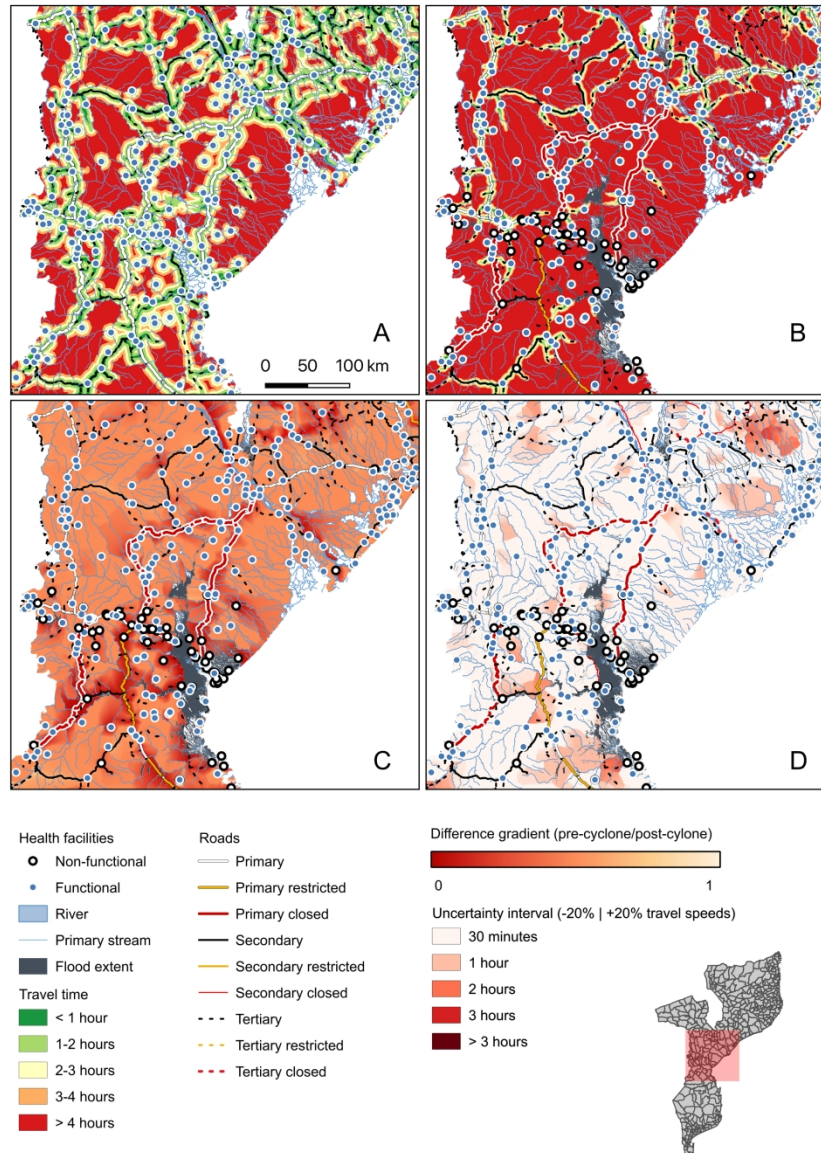 A
B
0 50 100 km
C
D
Health facilities
Non-functional
Functional
River
Primary stream
Flood extent
Travel time
< 1 hour
1-2 hours
2-3 hours
3-4 hours
> 4 hours
Roads
Primary
Primary restricted
Primary closed
Secondary
Secondary restricted
Secondary closed
Tertiary
Tertiary restricted
Tertiary closed
Difference gradient (pre-cyclone/post-cylone)
0 1
Uncertainty interval (-20% | +20% travel speeds)
30 minutes
1 hour
2 hours
3 hours
> 3 hours